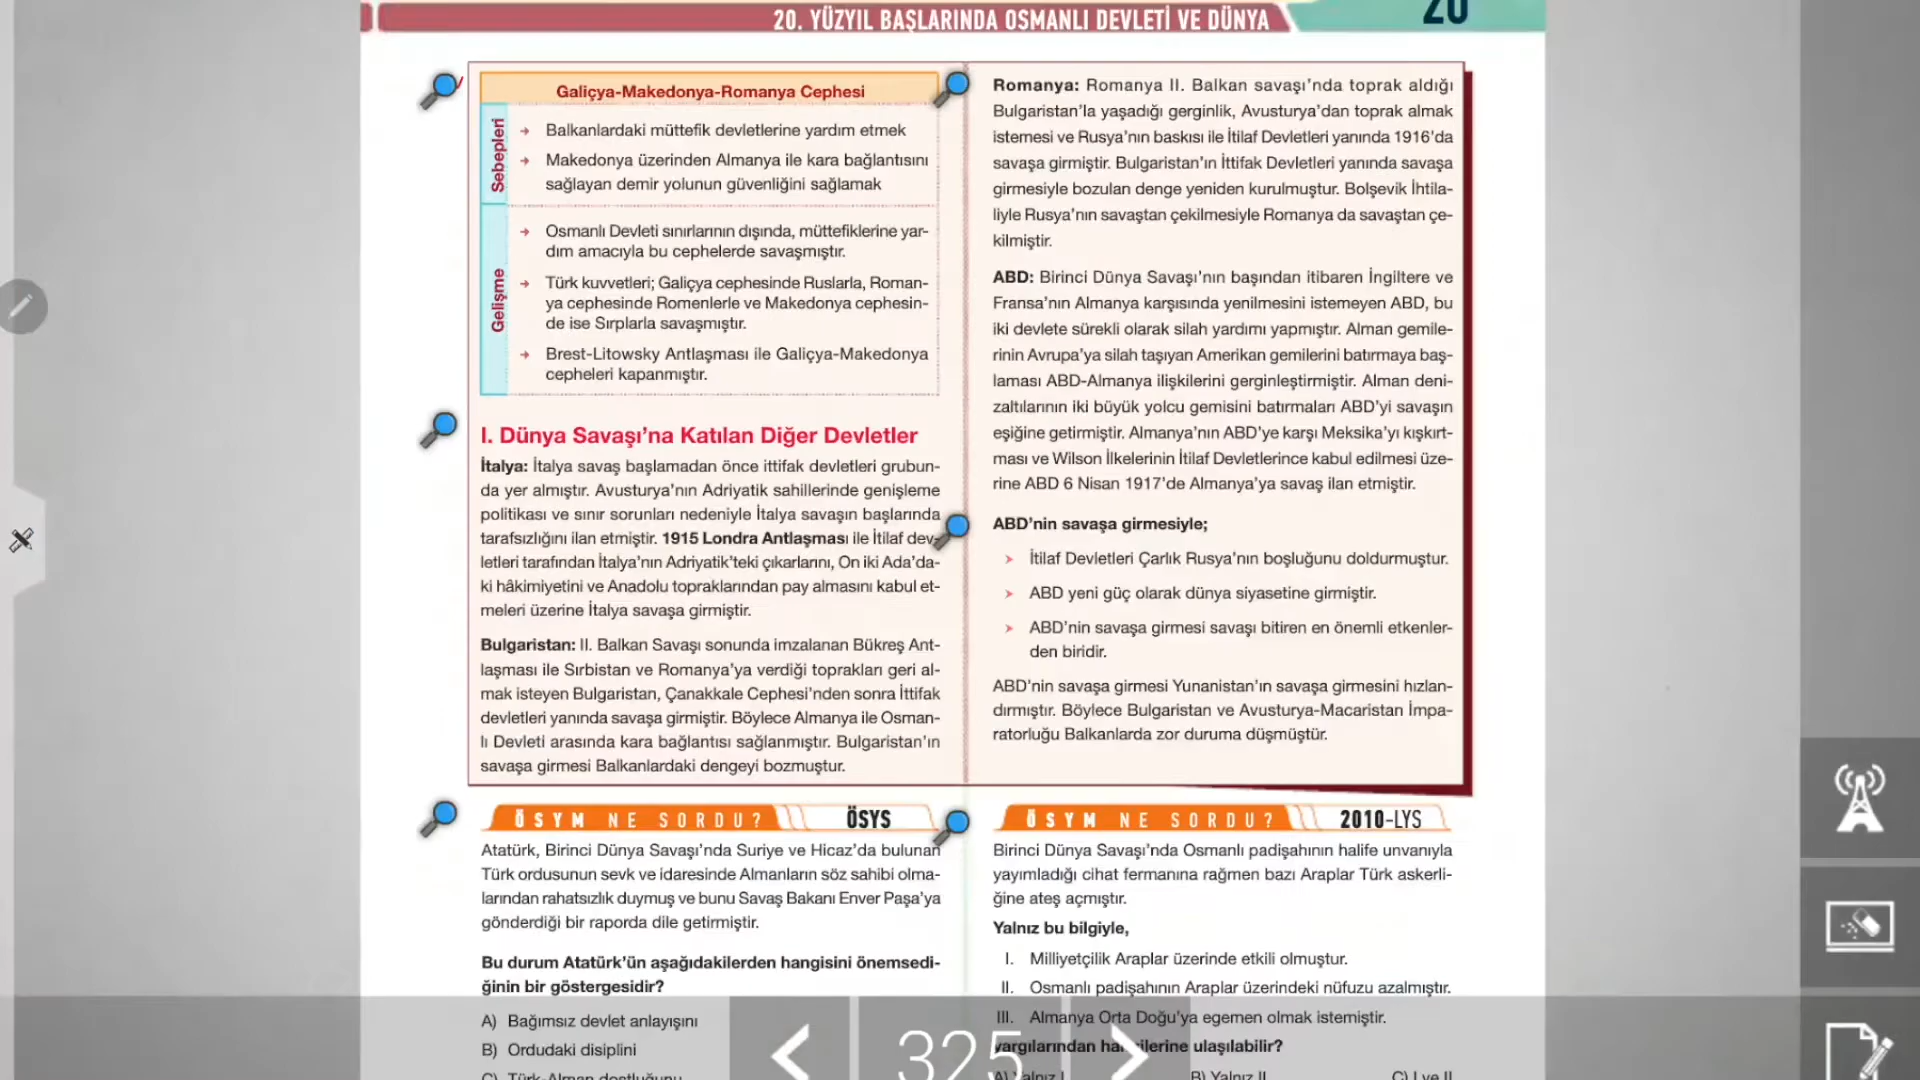 20. YÜZYIL BAŞLARINDA OSMANLI DEVLETİ VE DÜNYA
20
Galiçya-Makedonya-Romanya Cephesi
Sebepleri
Balkanlardaki müttefik devletlerine yardım etmek
Makedonya üzerinden Almanya ile kara bağlantısını
sağlayan demir yolunun güvenliğini sağlamak
Gelişme
Osmanlı Devleti sınırlarının dışında, müttefiklerine yar-
dım amacıyla bu cephelerde savaşmıştır.
Türk kuvvetleri; Galiçya cephesinde Ruslarla, Roman-
ya cephesinde Romenlerle ve Makedonya cephesin-
de ise Sırplarla savaşmıştır.
Brest-Litowsky Antlaşması ile Galiçya-Makedonya
cepheleri kapanmıştır.
I. Dünya Savaşı’na Katılan Diğer Devletler
İtalya: İtalya savaş başlamadan önce ittifak devletleri grubun-
da yer almıştır. Avusturya’nın Adriyatik sahillerinde genişleme
politikası ve sınır sorunları nedeniyle İtalya savaşın başlarında
tarafsızlığını ilan etmiştir. 1915 Londra Antlaşması ile İtilaf dev-
letleri tarafından İtalya’nın Adriyatik’teki çıkarlarını, On iki Ada’da-
ki hâkimiyetini ve Anadolu topraklarından pay almasını kabul et-
meleri üzerine İtalya savaşa girmiştir.
Bulgaristan: II. Balkan Savaşı sonunda imzalanan Bükreş Ant-
laşması ile Sırbistan ve Romanya’ya verdiği toprakları geri al-
mak isteyen Bulgaristan, Çanakkale Cephesi’nden sonra İttifak
devletleri yanında savaşa girmiştir. Böylece Almanya ile Osman-
lı Devleti arasında kara bağlantısı sağlanmıştır. Bulgaristan’ın
savaşa girmesi Balkanlardaki dengeyi bozmuştur.
Romanya: Romanya II. Balkan savaşı’nda toprak aldığı
Bulgaristan’la yaşadığı gerginlik, Avusturya’dan toprak almak
istemesi ve Rusya’nın baskısı ile İtilaf Devletleri yanında 1916’da
savaşa girmiştir. Bulgaristan’ın İttifak Devletleri yanında savaşa
girmesiyle bozulan denge yeniden kurulmuştur. Bolşevik İhtila-
liyle Rusya’nın savaştan çekilmesiyle Romanya da savaştan çe-
kilmiştir.
ABD: Birinci Dünya Savaşı’nın başından itibaren İngiltere ve
Fransa’nın Almanya karşısında yenilmesini istemeyen ABD, bu
iki devlete sürekli olarak silah yardımı yapmıştır. Alman gemile-
rinin Avrupa’ya silah taşıyan Amerikan gemilerini batırmaya baş-
laması ABD-Almanya ilişkilerini gerginleştirmiştir. Alman deni-
zaltılarının iki büyük yolcu gemisini batırmaları ABD’yi savaşın
eşiğine getirmiştir. Almanya’nın ABD’ye karşı Meksika’yı kışkırt-
ması ve Wilson İlkelerinin İtilaf Devletlerince kabul edilmesi üze-
rine ABD 6 Nisan 1917’de Almanya’ya savaş ilan etmiştir.
ABD’nin savaşa girmesiyle;
İtilaf Devletleri Çarlık Rusya’nın boşluğunu doldurmuştur.
ABD yeni güç olarak dünya siyasetine girmiştir.
ABD’nin savaşa girmesi savaşı bitiren en önemli etkenler-
den biridir.
ABD’nin savaşa girmesi Yunanistan’ın savaşa girmesini hızlan-
dırmıştır. Böylece Bulgaristan ve Avusturya-Macaristan İmpa-
ratorluğu Balkanlarda zor duruma düşmüştür.
ÖSYM NE SORDU? ÖSYS
Atatürk, Birinci Dünya Savaşı’nda Suriye ve Hicaz’da bulunan
Türk ordusunun sevk ve idaresinde Almanların söz sahibi olma-
larından rahatsızlık duymuş ve bunu Savaş Bakanı Enver Paşa’ya
gönderdiği bir raporda dile getirmiştir.
Bu durum Atatürk’ün aşağıdakilerden hangisini önemsedi-
ğinin bir göstergesidir?
A) Bağımsız devlet anlayışını
B) Ordudaki disiplini
C) Türk-Alman dostluğunu
ÖSYM NE SORDU? 2010-LYS
Birinci Dünya Savaşı’nda Osmanlı padişahının halife unvanıyla
yayımladığı cihat fermanına rağmen bazı Araplar Türk askerli-
ğine ateş açmıştır.
Yalnız bu bilgiyle,
I. Milliyetçilik Araplar üzerinde etkili olmuştur.
II. Osmanlı padişahının Araplar üzerindeki nüfuzu azalmıştır.
III. Almanya Orta Doğu’ya egemen olmak istemiştir.
yargılarından ulaşılabilir?
A) Yalnız I B) Yalnız II C) I ve II
325